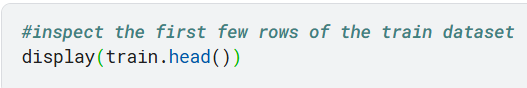 #inspect the first few rows of the train dataset
display(train.head())